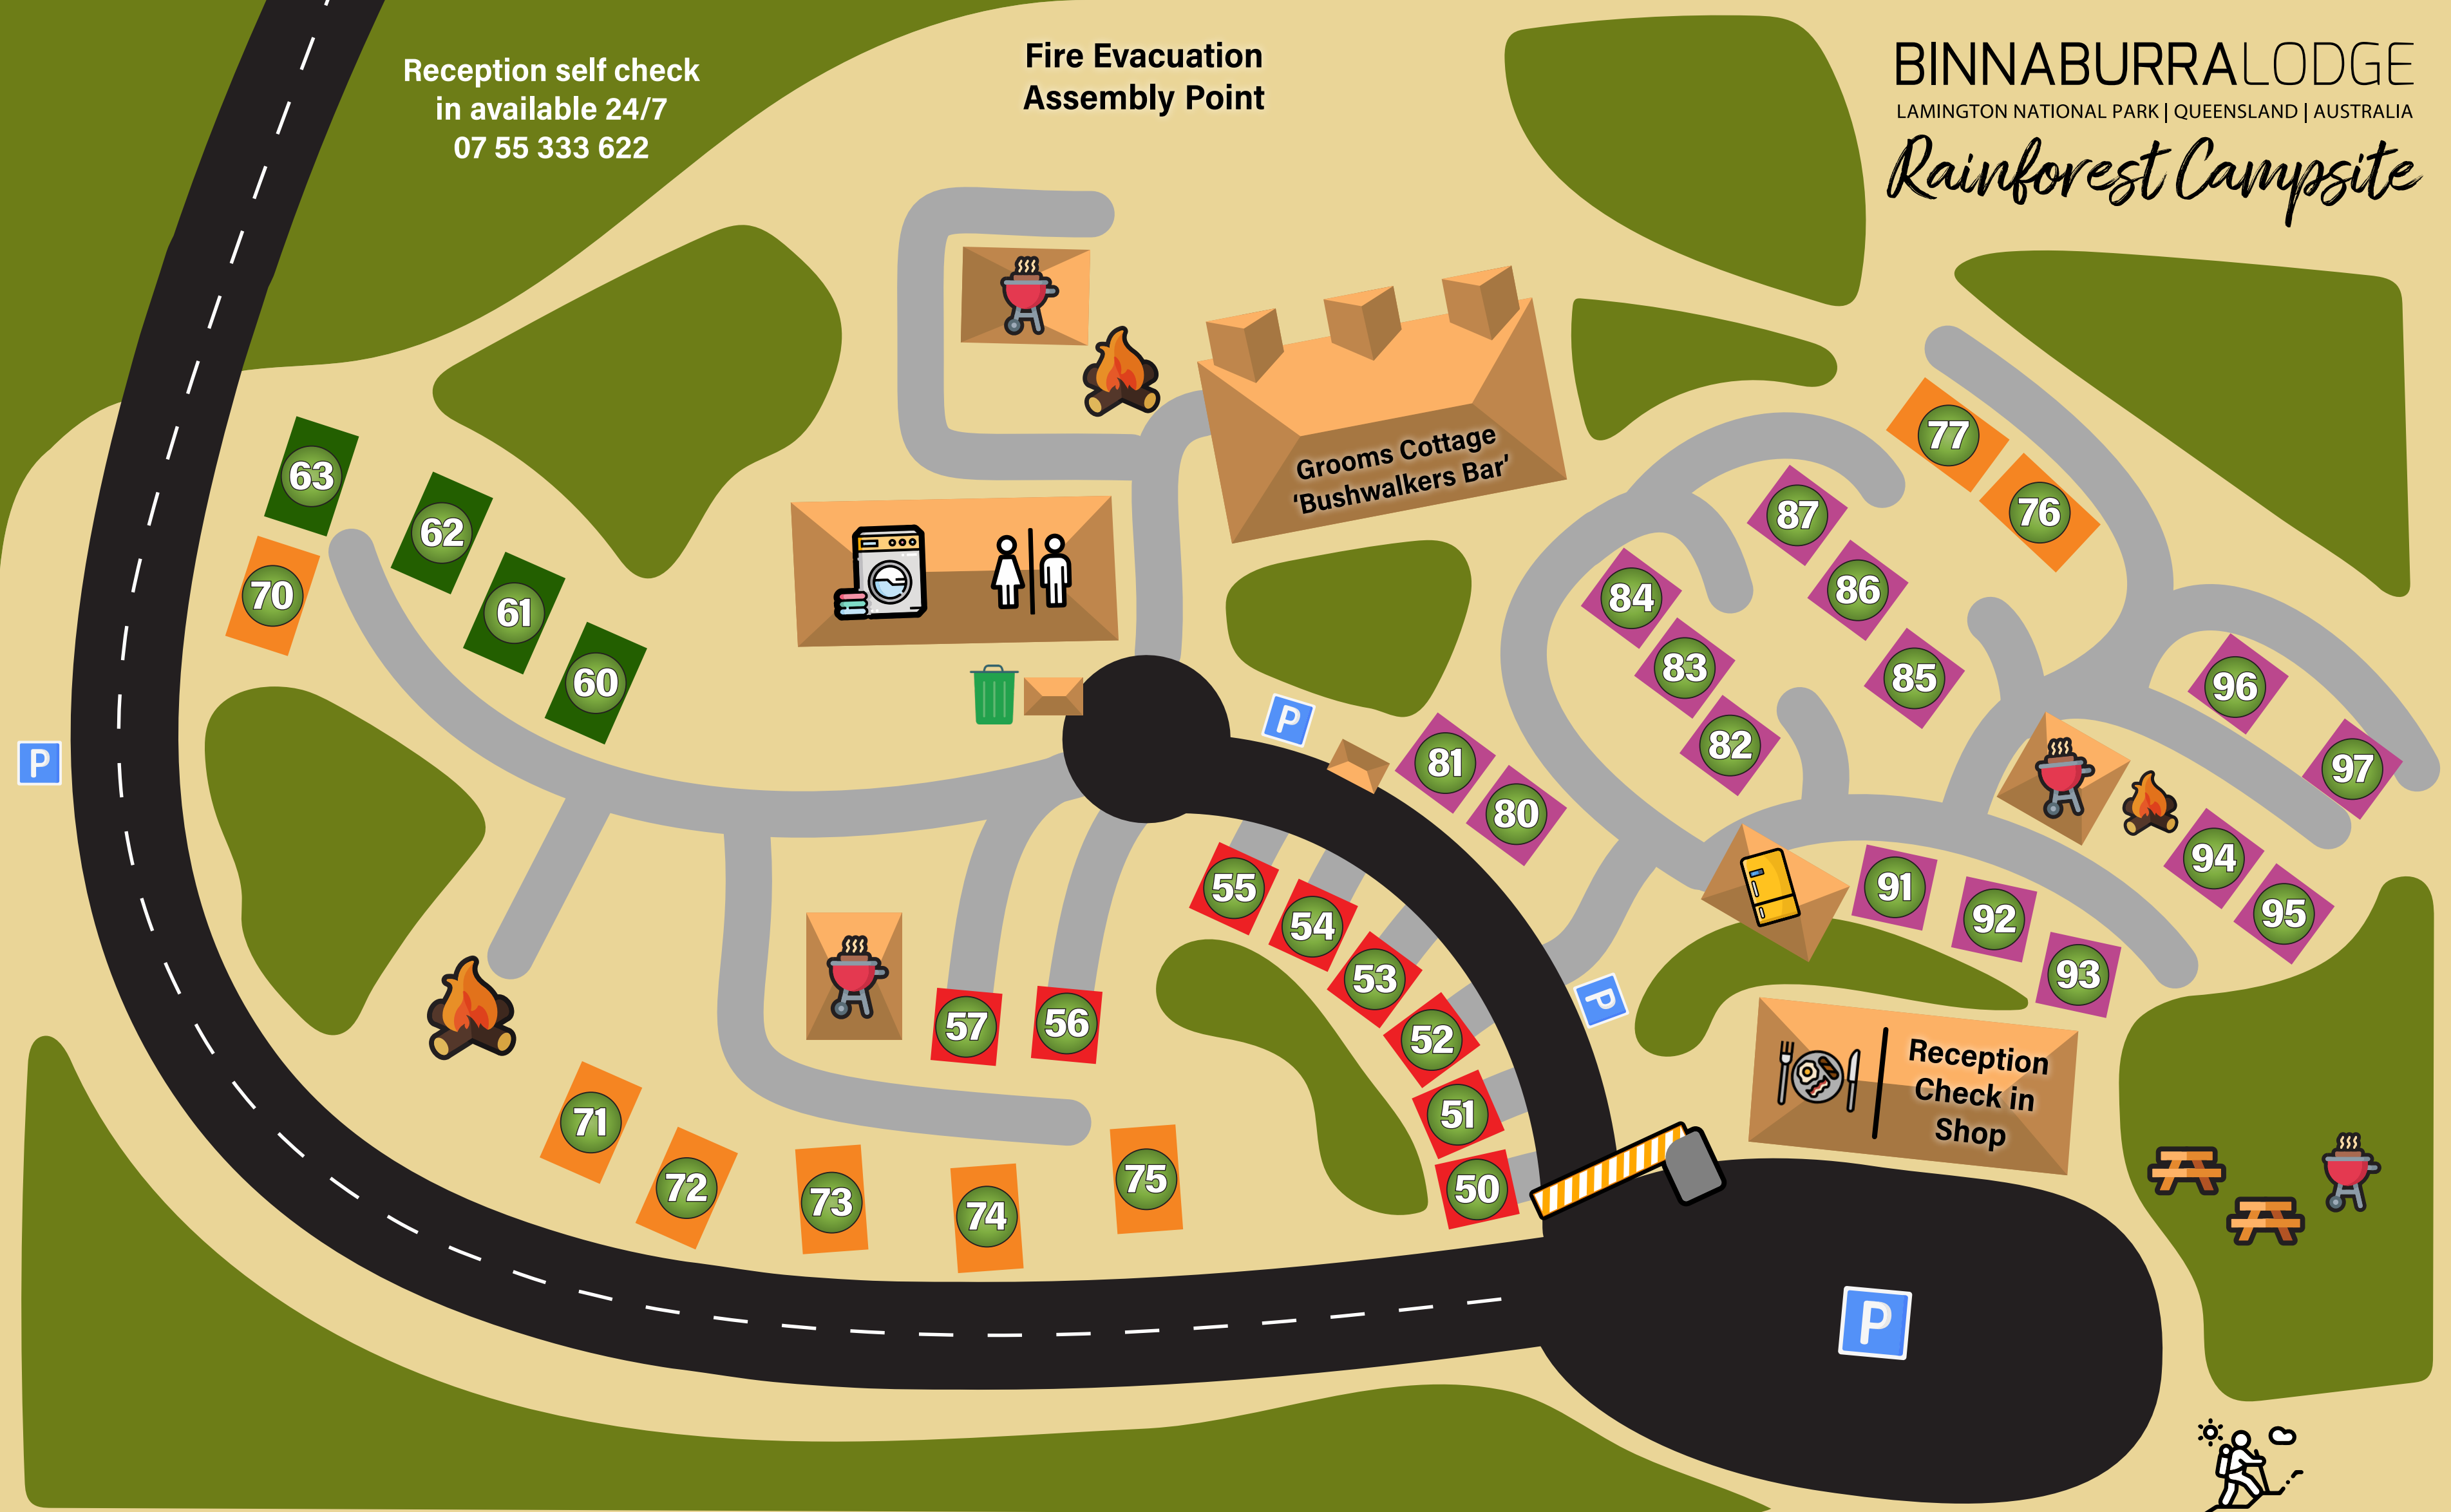 Reception self check
in available 24/7
07 55 333 622
Fire Evacuation
Assembly Point
BINNABURRALODGE
LAMINGTON NATIONAL PARK | QUEENSLAND | AUSTRALIA
Rainforest Campsite
Grooms Cottage
‘Bushwalkers Bar’
63
62
61
60
70
77
76
87
86
85
84
83
82
81
80
96
97
94
95
91
92
93
55
54
53
52
51
50
57
56
71
72
73
74
75
P
P
P
Reception
Check in
Shop
P